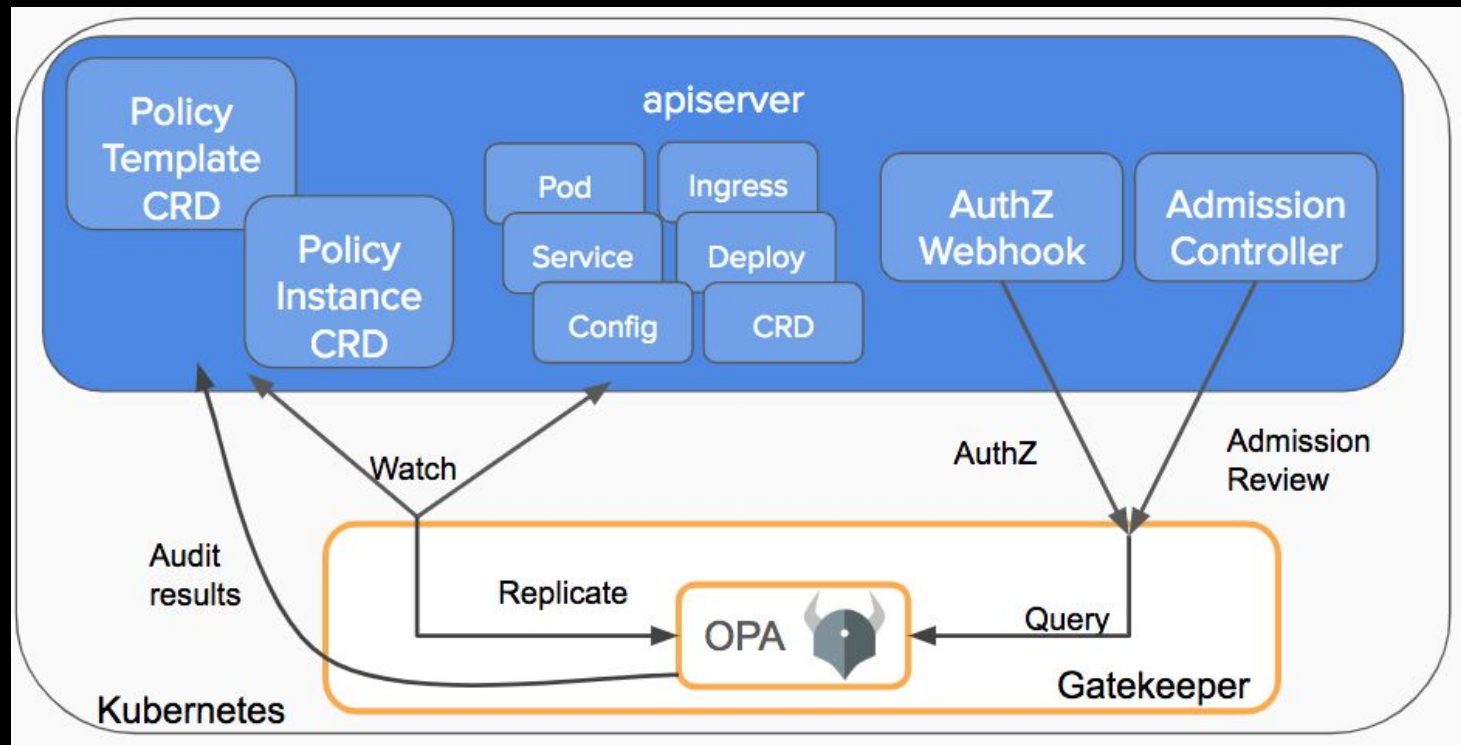 apiserver
Policy
Template
CRD
Policy
Instance
CRD
Pod
Ingress
Service
Deploy
Config
CRD
AuthZ
Webhook
Admission
Controller
Watch
AuthZ
Admission
Review
Audit
results
Replicate
OPA
Query
Gatekeeper
Kubernetes